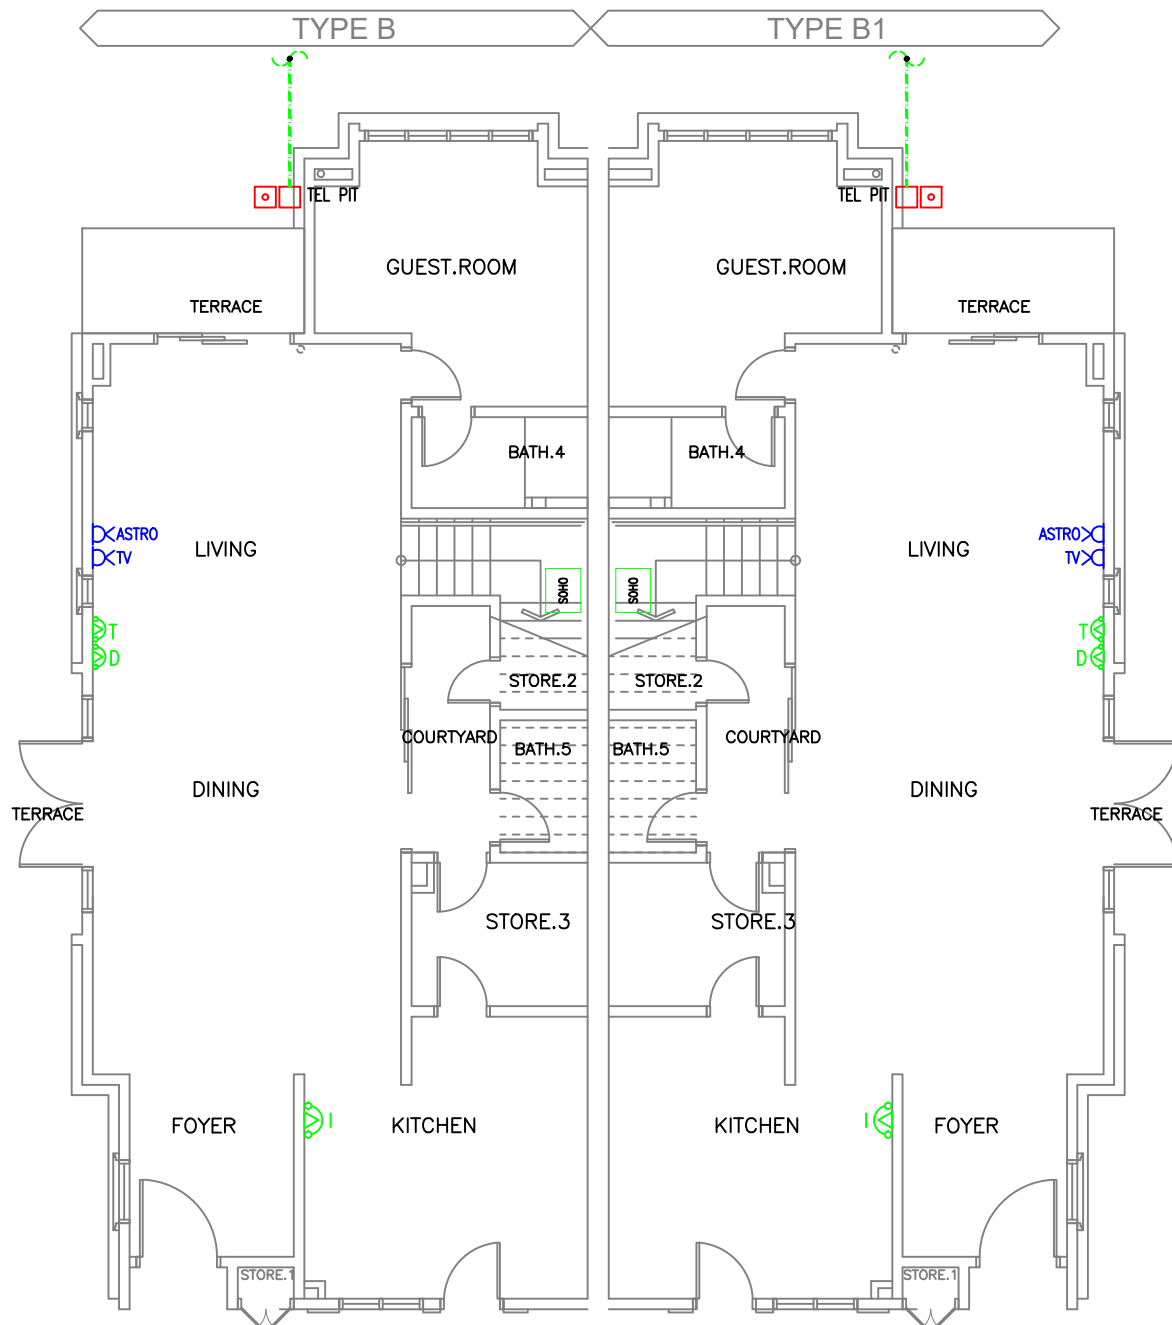 TYPE B
TYPE B1
TEL PIT
TEL PIT
GUEST.ROOM
GUEST.ROOM
TERRACE
TERRACE
BATH.4
BATH.4
ASTRO
ASTRO
LIVING
LIVING
TV
TV
SOHO
SOHO
T
T
D
D
STORE.2
STORE.2
COURTYARD
COURTYARD
BATH.5
BATH.5
DINING
DINING
TERRACE
TERRACE
STORE.3
STORE.3
I
I
FOYER
KITCHEN
KITCHEN
FOYER
STORE.1
STORE.1